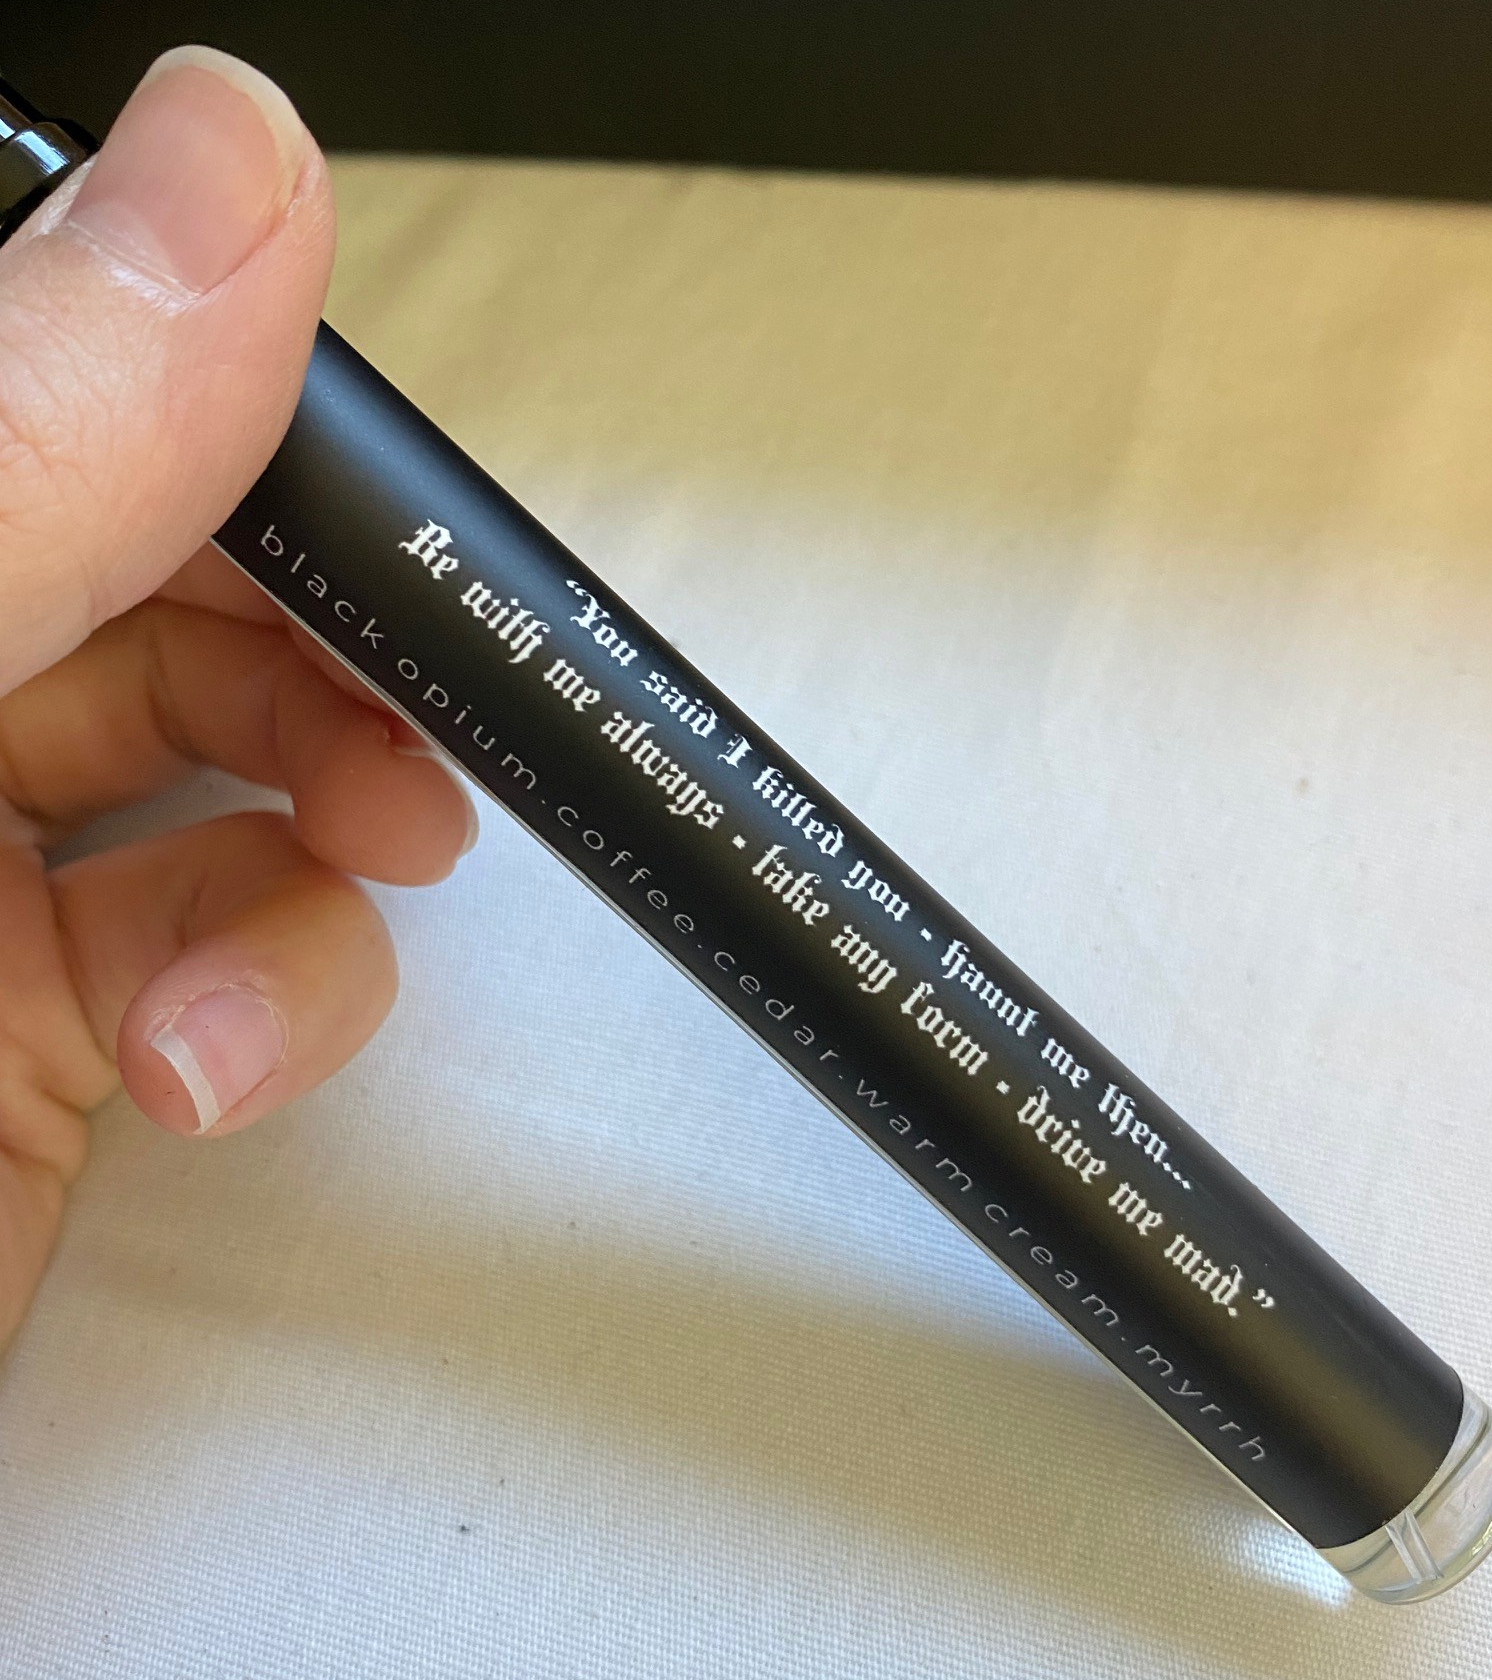 “You said I killed you - haunt me then...
Be with me always - take any form - drive me mad.”
black opium.coffee.cedar.warm cream.myrrh